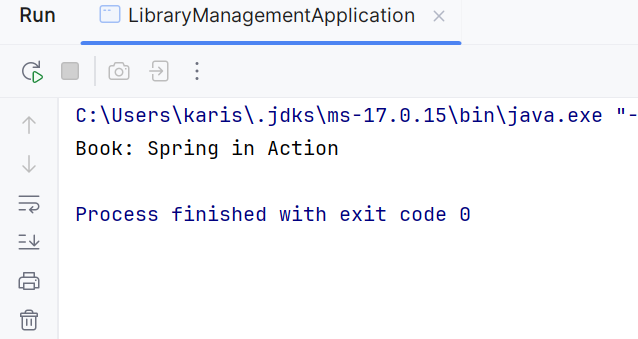 Run LibraryManagementApplication
C:\Users\karis\.jdks\ms-17.0.15\bin\java.exe "-
Book: Spring in Action
Process finished with exit code 0